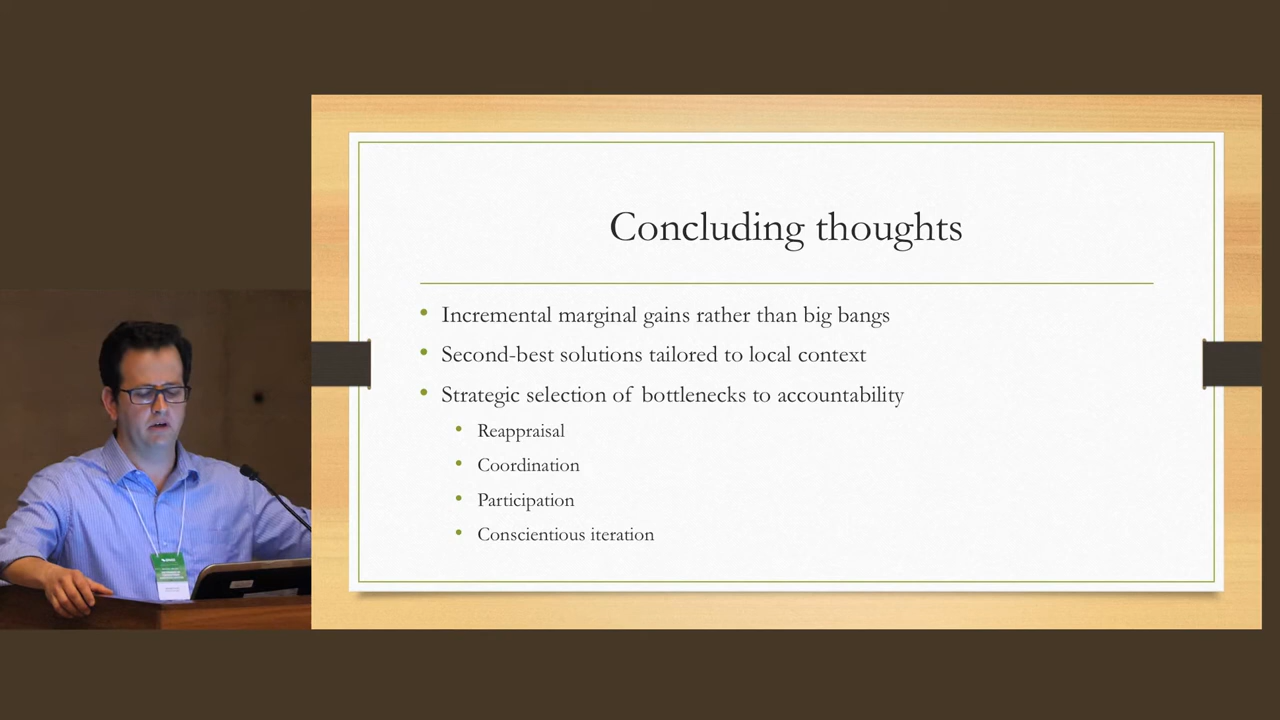 Concluding thoughts
• Incremental marginal gains rather than big bangs
• Second-best solutions tailored to local context
• Strategic selection of bottlenecks to accountability
• Reappraisal
• Coordination
• Participation
• Conscientious iteration